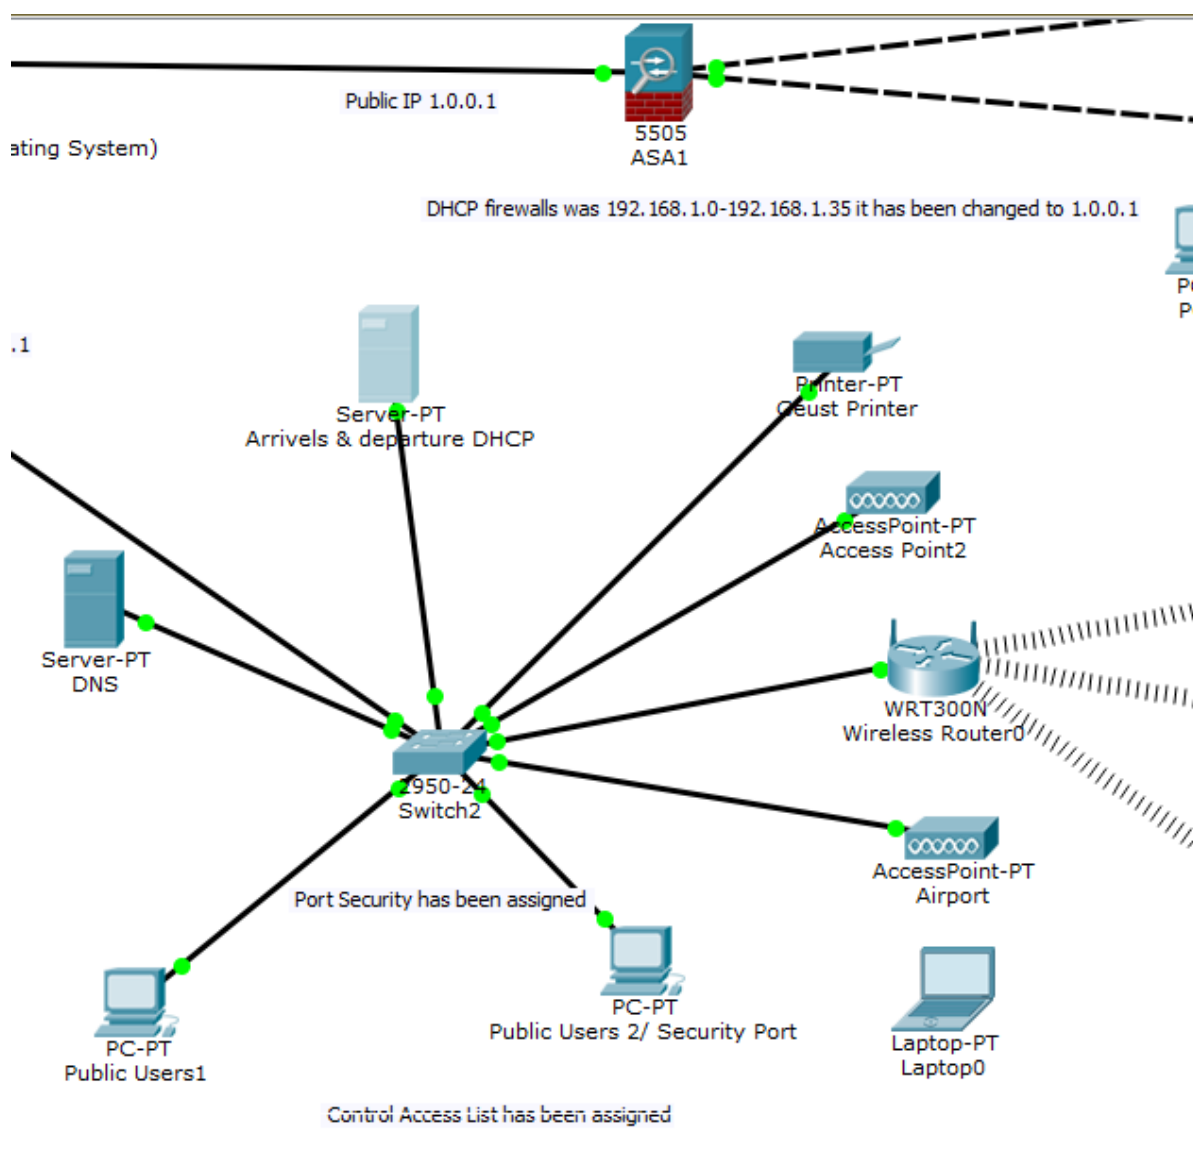 Public IP 1.0.0.1
5505
ASA1
ating System)
DHCP firewalls was 192.168.1.0-192.168.1.35 it has been changed to 1.0.0.1
P
.1
Server-PT
Arrivels & departure DHCP
Printer-PT
Geust Printer
AccessPoint-PT
Access Point2
Server-PT
DNS
WRT300N
Wireless Router0
2950-24
Switch2
AccessPoint-PT
Airport
Port Security has been assigned
PC-PT
Public Users 2/ Security Port
PC-PT
Public Users1
Laptop-PT
Laptop0
Control Access List has been assigned